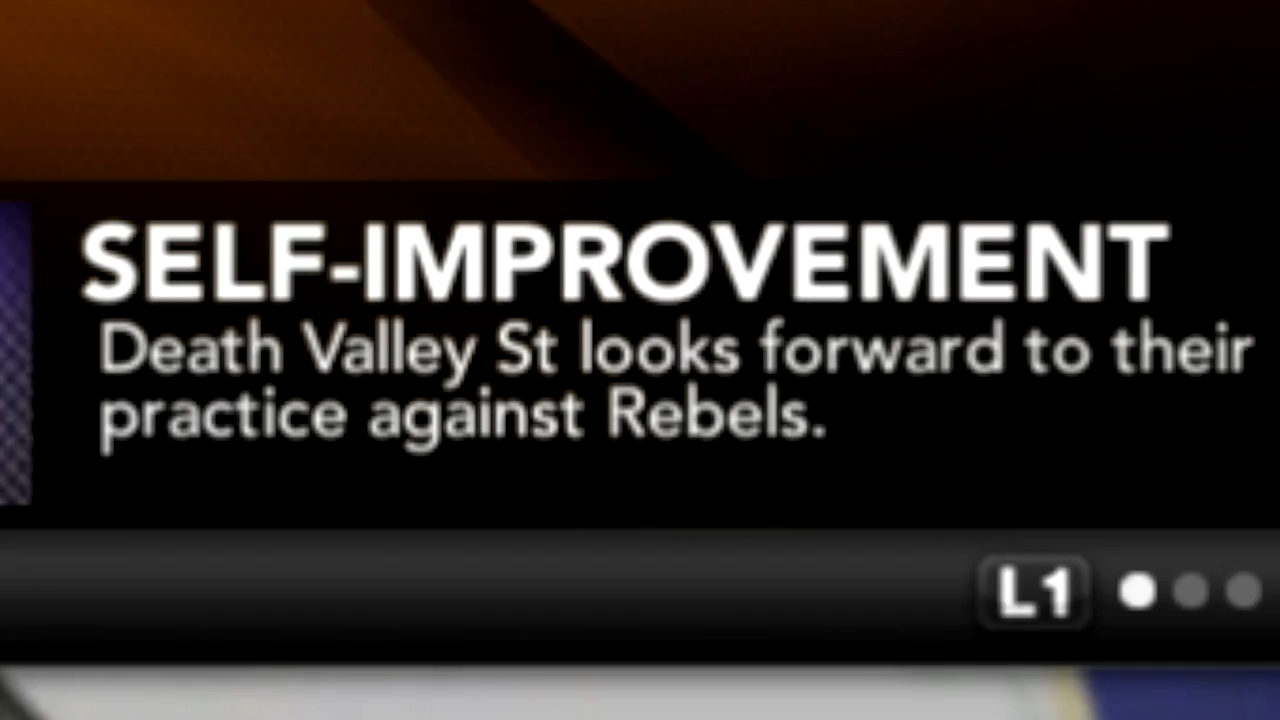 SELF-IMPROVEMENT
Death Valley St looks forward to their
practice against Rebels.
L1